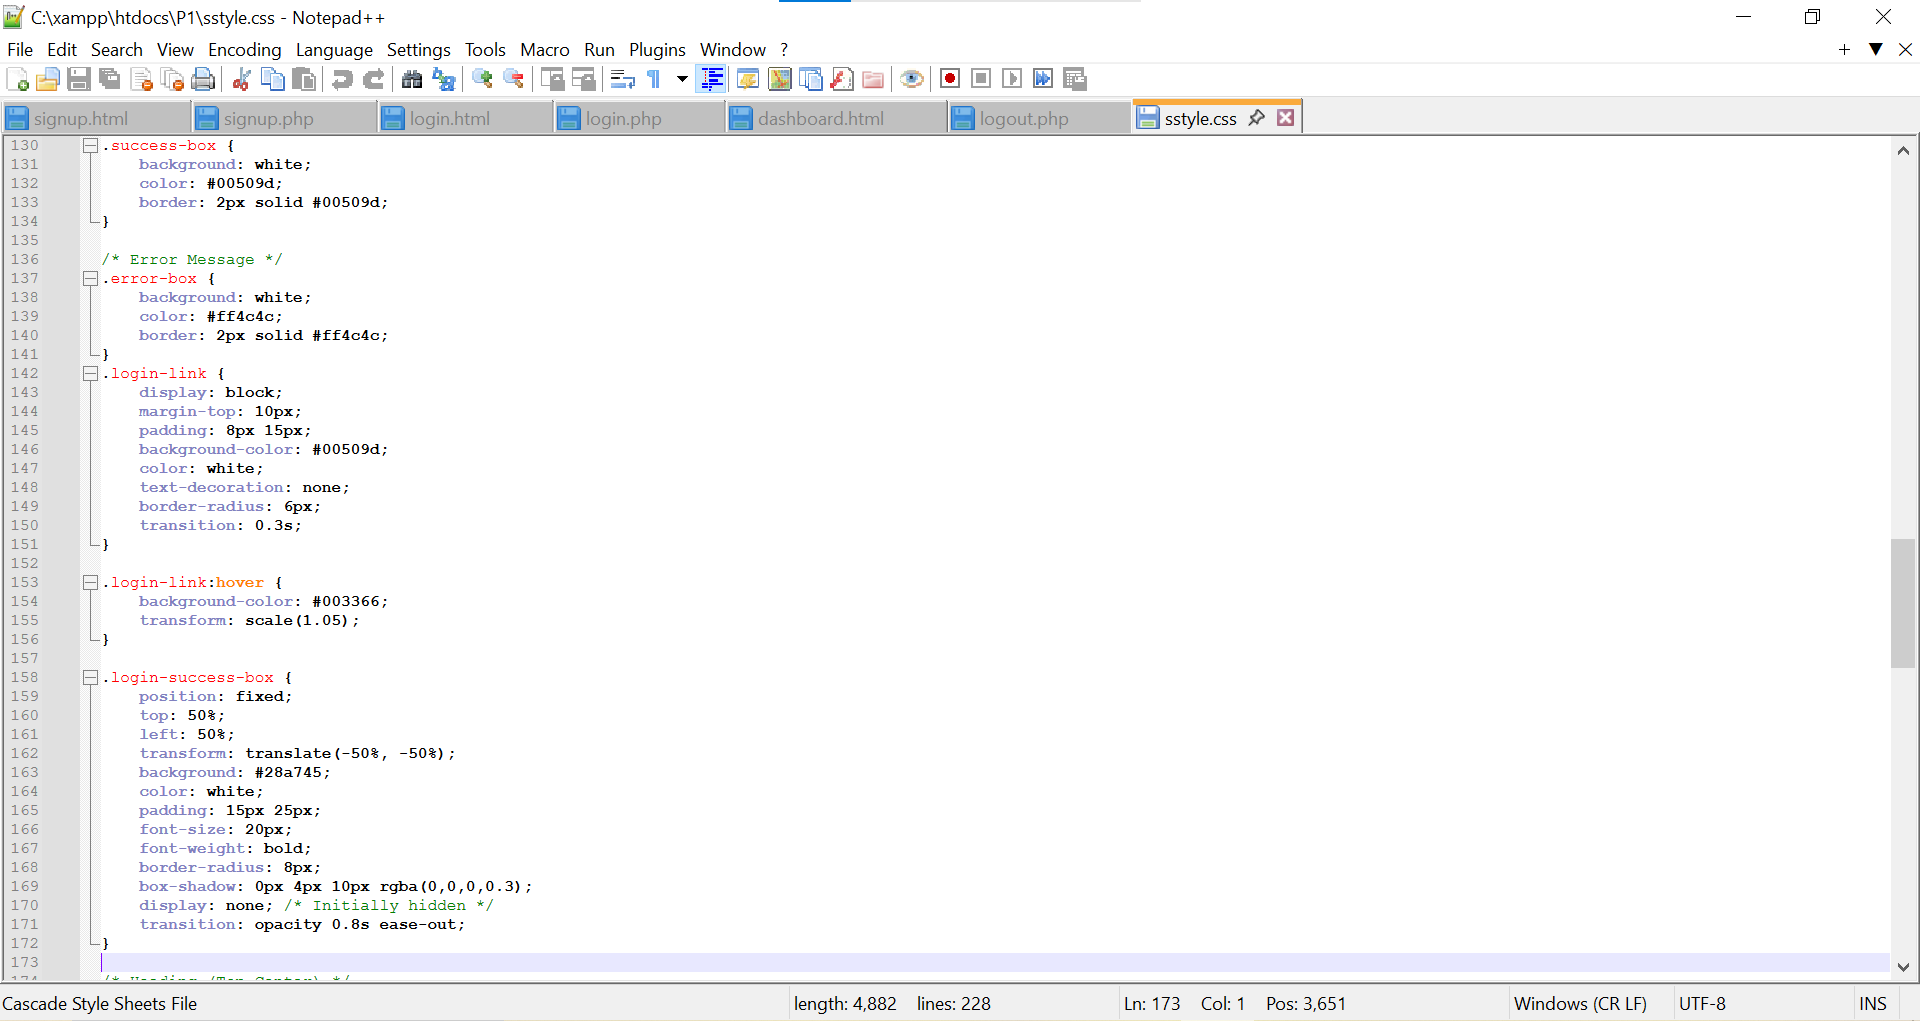 C:\xampp\htdocs\P1\sstyle.css - Notepad++
File Edit Search View Encoding Language Settings Tools Macro Run Plugins Window ?
signup.html signup.php login.html login.php dashboard.html logout.php sstyle.css
130 .success-box {
131     background: white;
132     color: #00509d;
133     border: 2px solid #00509d;
134 }
135
136 /* Error Message */
137 .error-box {
138     background: white;
139     color: #ff4c4c;
140     border: 2px solid #ff4c4c;
141 }
142 .login-link {
143     display: block;
144     margin-top: 10px;
145     padding: 8px 15px;
146     background-color: #00509d;
147     color: white;
148     text-decoration: none;
149     border-radius: 6px;
150     transition: 0.3s;
151 }
152
153 .login-link:hover {
154     background-color: #003366;
155     transform: scale(1.05);
156 }
157
158 .login-success-box {
159     position: fixed;
160     top: 50%;
161     left: 50%;
162     transform: translate(-50%, -50%);
163     background: #28a745;
164     color: white;
165     padding: 15px 25px;
166     font-size: 20px;
167     font-weight: bold;
168     border-radius: 8px;
169     box-shadow: 0px 4px 10px rgba(0,0,0,0.3);
170     display: none; /* Initially hidden */
171     transition: opacity 0.8s ease-out;
172 }
173
174 /* Heading (Top Center) */
Cascade Style Sheets File length: 4,882 lines: 228 Ln: 173 Col: 1 Pos: 3,651 Windows (CR LF) UTF-8 INS